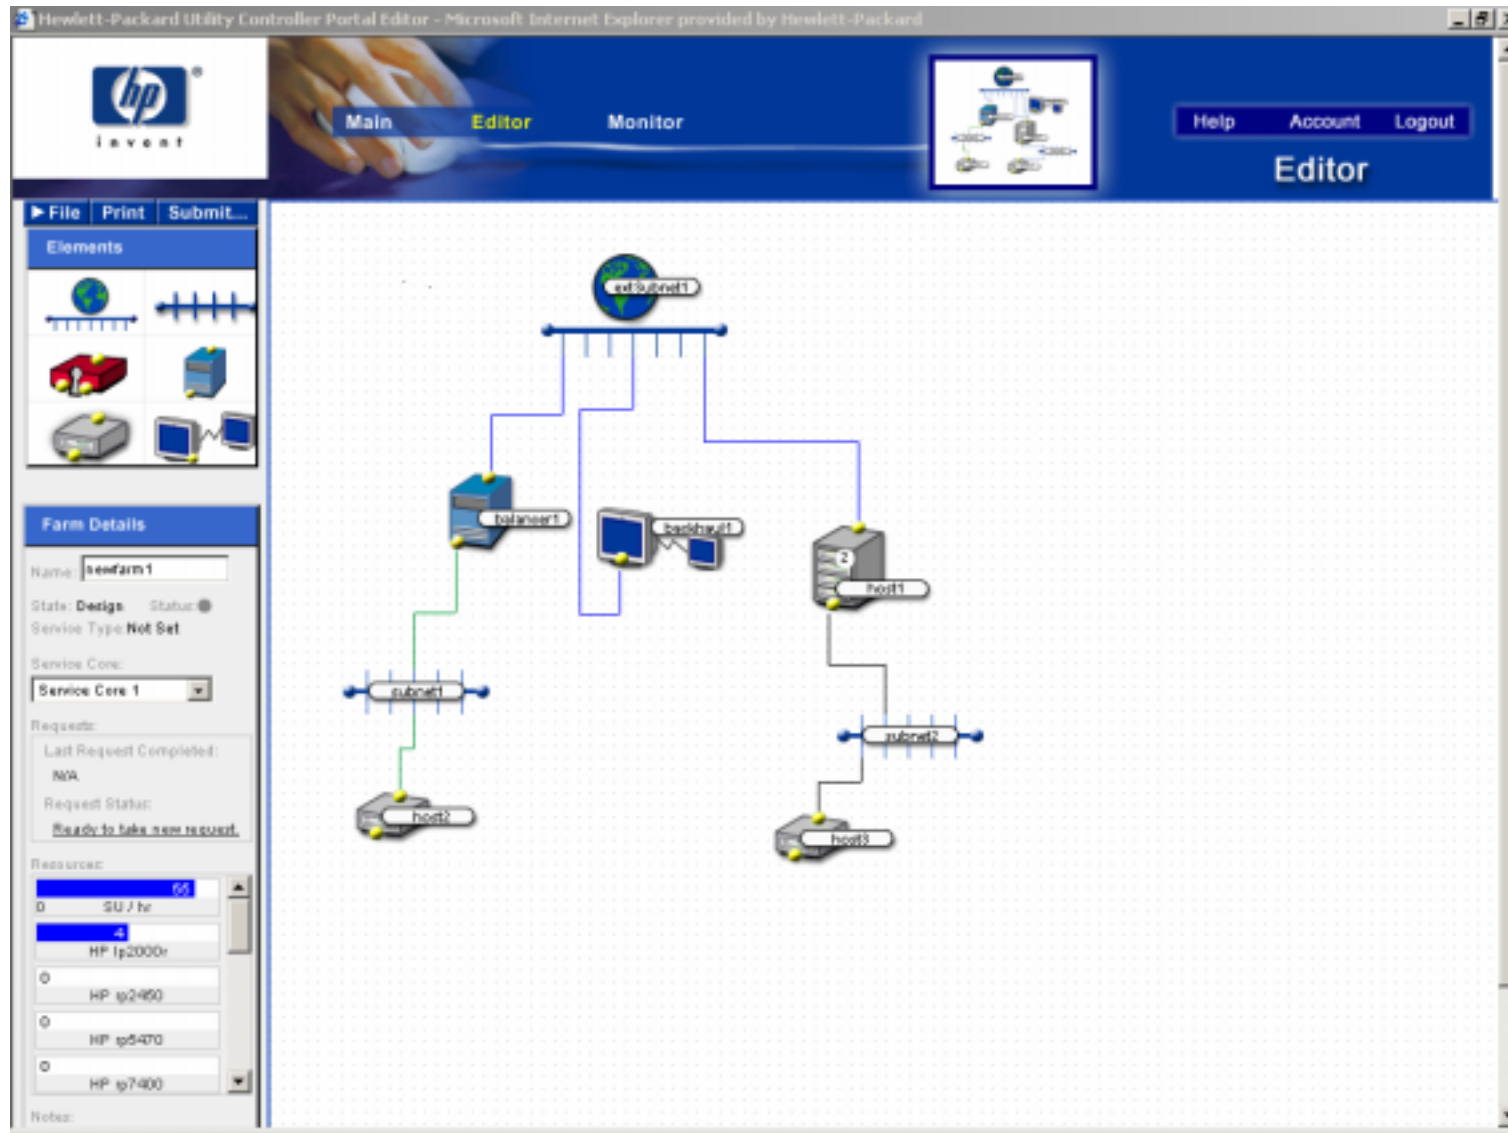 Hewlett-Packard Utility Controller Portal Editor - Microsoft Internet Explorer provided by Hewlett-Packard
hp
®
invent
Main Editor Monitor
Help Account Logout
Editor
File Print Submit...
Elements
extSubnet1
balancer1
backhaul1
2
host1
subnet1
subnet2
host2
host3
Farm Details
Name: newfarm1
State: Design Status:
Service Type: Not Set
Service Core:
Service Core 1
Requests:
Last Request Completed:
N/A
Request Status:
Ready to take new request.
Resources:
55
0 SU / hr
4
HP lp2000r
0
HP rp2450
0
HP rp5470
0
HP rp7400
Notes: